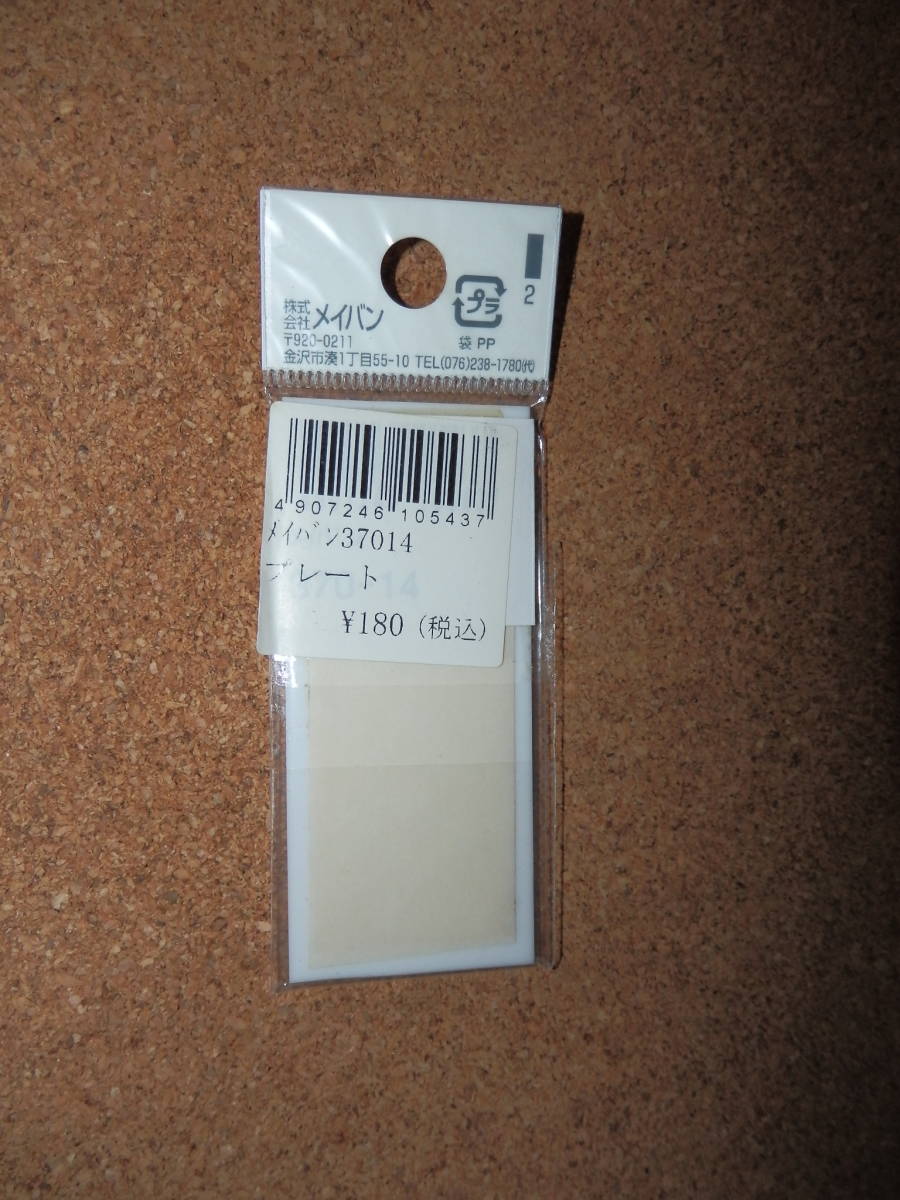 株式会社メイバン
〒920-0211
金沢市湊1丁目55-10 TEL(076)238-1780㈹
プラ
袋 PP
2
4 907246 105437
ﾒｲﾊﾞﾝ37014
プレート
¥180 (税込)